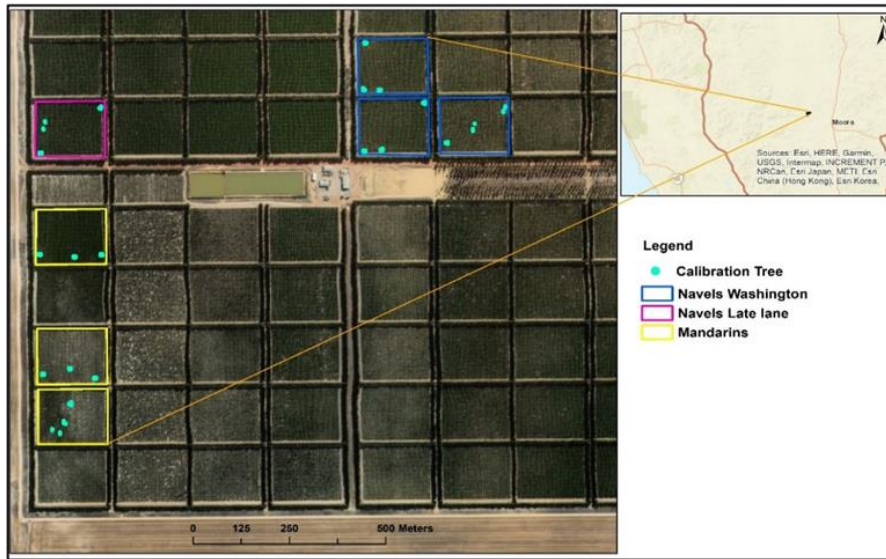 N
Moora
Sources: Esri, HERE, Garmin,
USGS, Intermap, INCREMENT P,
NRCan, Esri Japan, METI, Esri
China (Hong Kong), Esri Korea,
Legend
Calibration Tree
Navels Washington
Navels Late lane
Mandarins
0 125 250 500 Meters